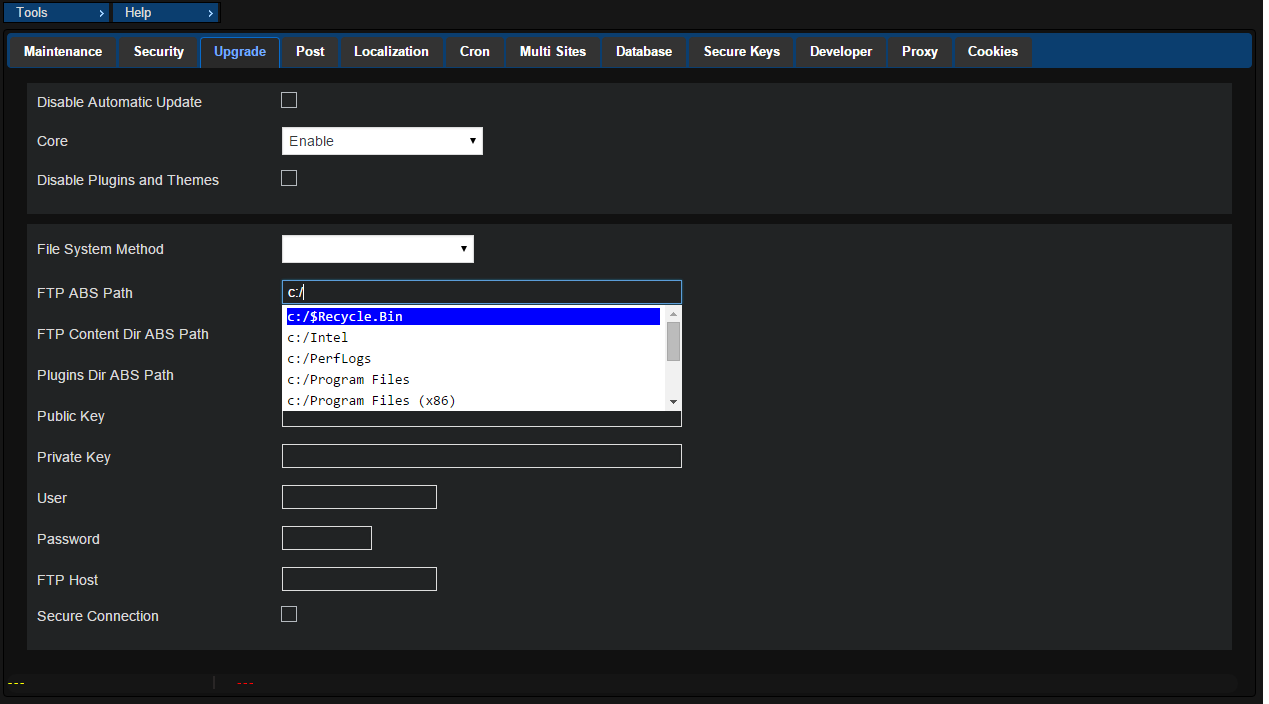 Tools › Help ›
Maintenance Security Upgrade Post Localization Cron Multi Sites Database Secure Keys Developer Proxy Cookies
Disable Automatic Update
Core Enable
Disable Plugins and Themes
File System Method
FTP ABS Path c:/
c:/$Recycle.Bin
FTP Content Dir ABS Path c:/Intel
c:/PerfLogs
Plugins Dir ABS Path c:/Program Files
c:/Program Files (x86)
Public Key
Private Key
User
Password
FTP Host
Secure Connection
--- | ---